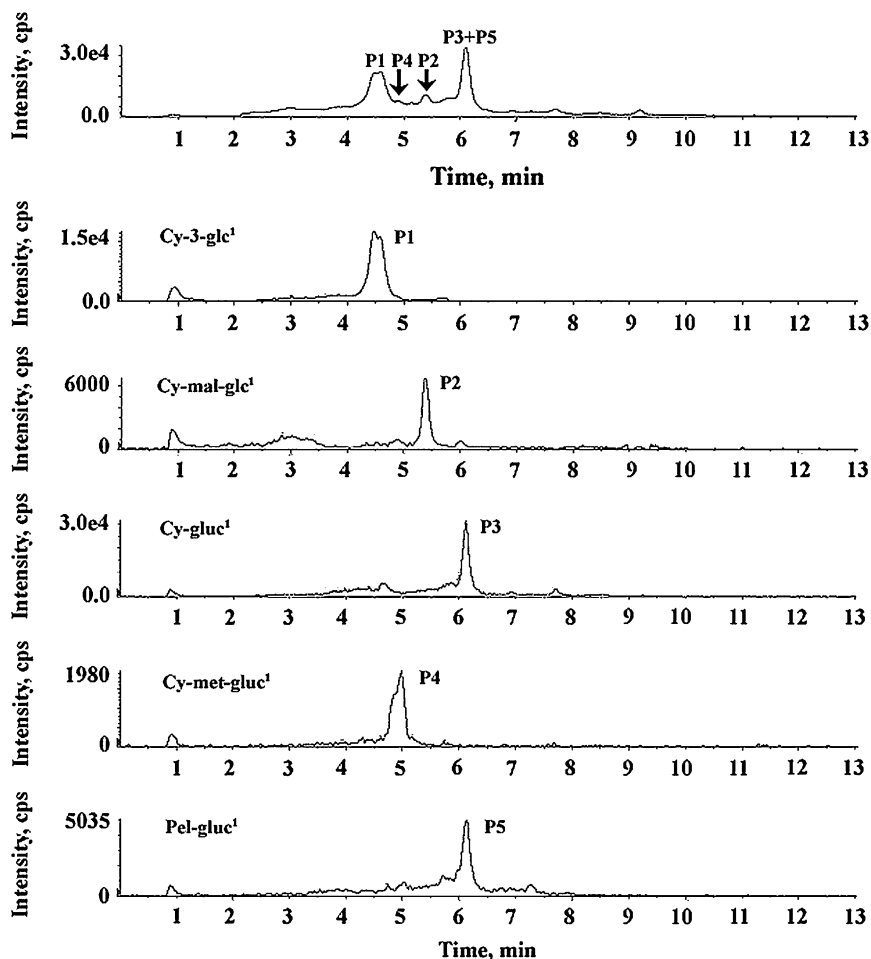 Intensity, cps
3.0e4
0.0
P1 P4 P2
P3+P5
1 2 3 4 5 6 7 8 9 10 11 12 13
Time, min
Intensity, cps
1.5e4
0.0
Cy-3-glc¹
P1
1 2 3 4 5 6 7 8 9 10 11 12 13
Intensity, cps
6000
0
Cy-mal-glc¹
P2
1 2 3 4 5 6 7 8 9 10 11 12 13
Intensity, cps
3.0e4
0.0
Cy-gluc¹
P3
1 2 3 4 5 6 7 8 9 10 11 12 13
Intensity, cps
1980
0
Cy-met-gluc¹
P4
1 2 3 4 5 6 7 8 9 10 11 12 13
Intensity, cps
5035
0
Pel-gluc¹
P5
1 2 3 4 5 6 7 8 9 10 11 12 13
Time, min